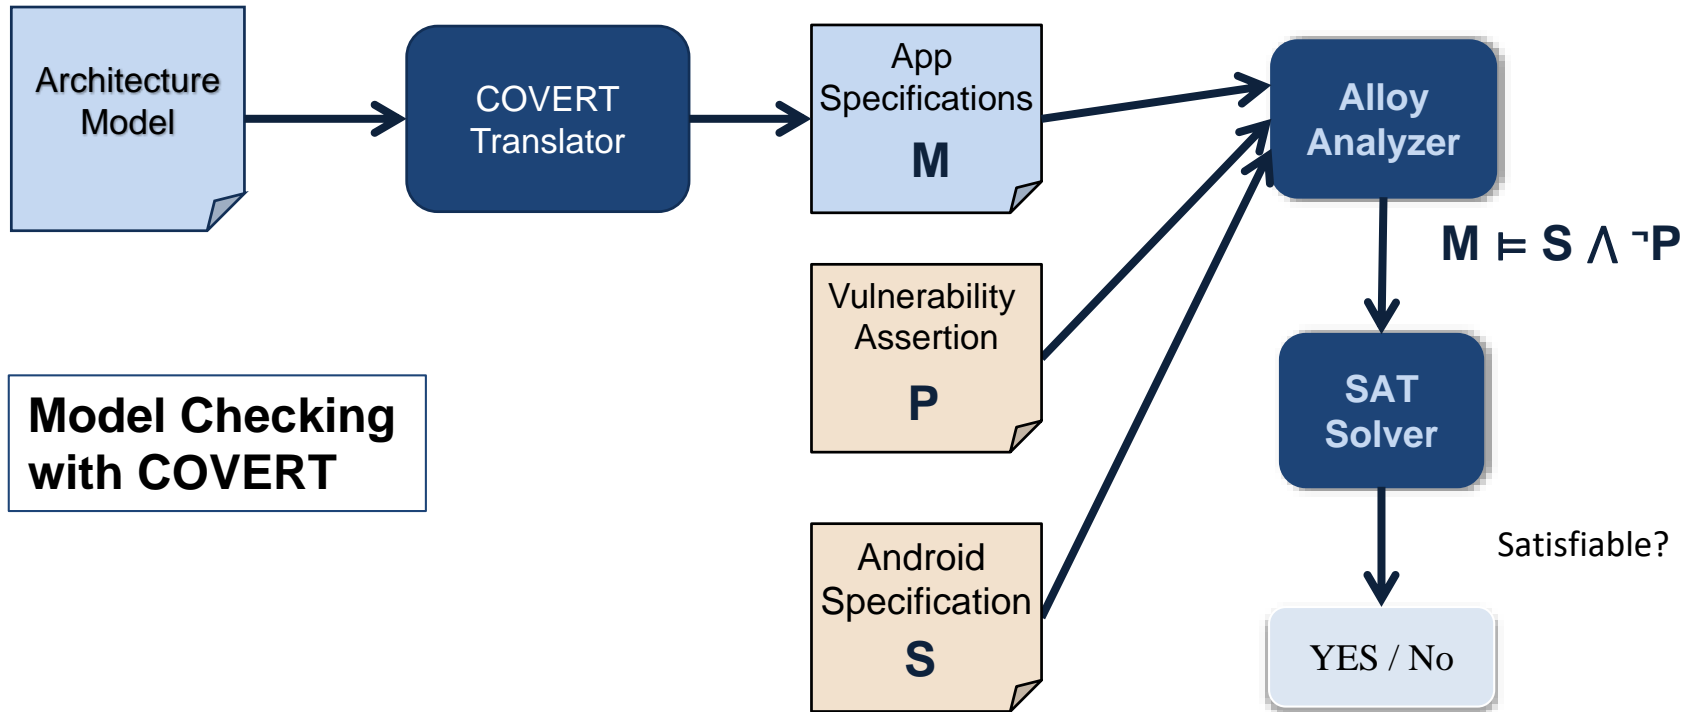 Architecture
Model
COVERT
Translator
App
Specifications
M
Alloy
Analyzer
M ⊨ S ∧ ¬P
Vulnerability
Assertion
P
SAT
Solver
Model Checking
with COVERT
Satisfiable?
Android
Specification
S
YES / No